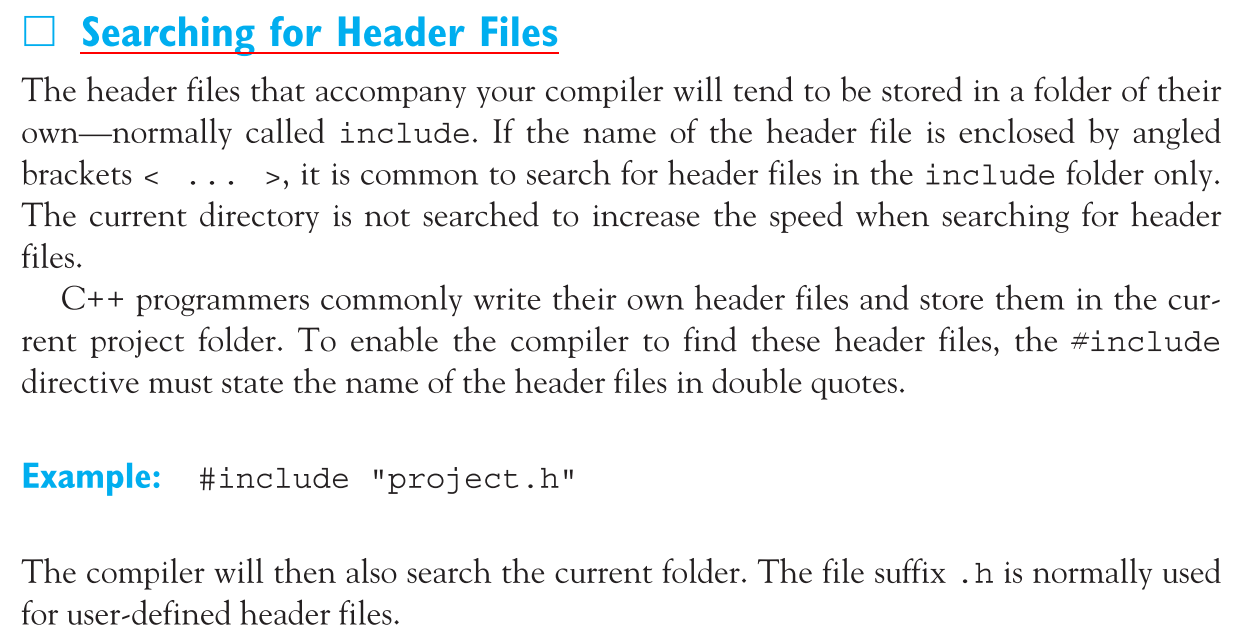 Searching for Header Files
The header files that accompany your compiler will tend to be stored in a folder of their
own—normally called include. If the name of the header file is enclosed by angled
brackets < ... >, it is common to search for header files in the include folder only.
The current directory is not searched to increase the speed when searching for header
files.
C++ programmers commonly write their own header files and store them in the cur-
rent project folder. To enable the compiler to find these header files, the #include
directive must state the name of the header files in double quotes.
Example: #include "project.h"
The compiler will then also search the current folder. The file suffix .h is normally used
for user-defined header files.